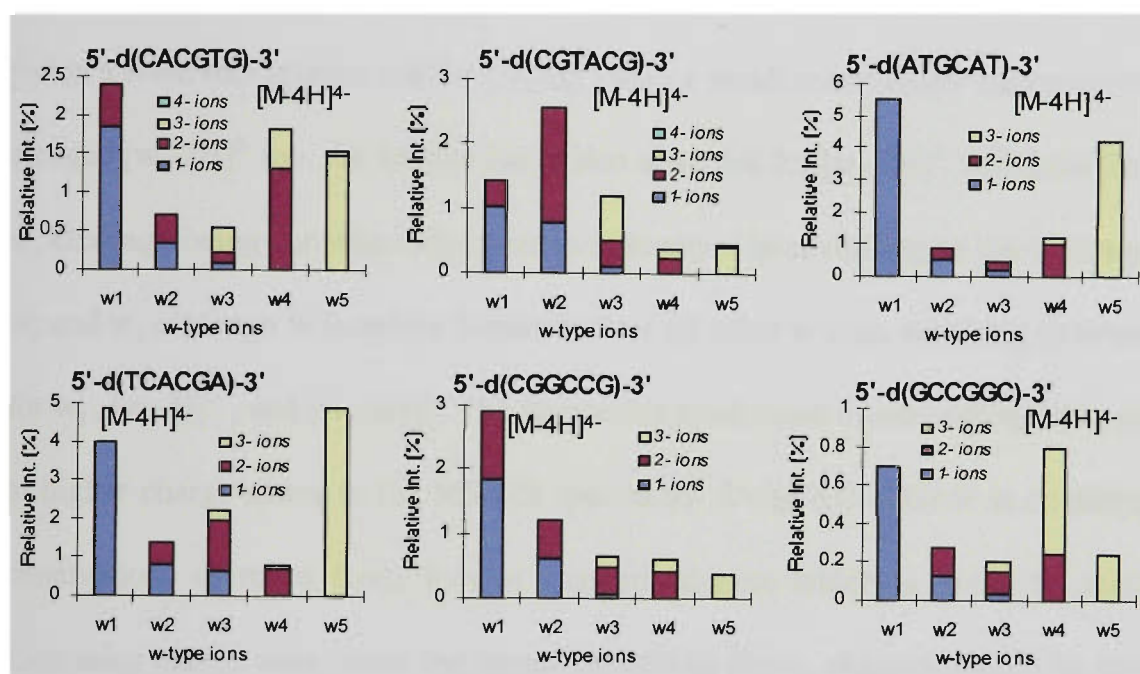 5'-d(CACGTG)-3'
[M-4H]4-
Relative Int. [%]
2.5
2
1.5
1
0.5
0
4- ions
3- ions
2- ions
1- ions
w1 w2 w3 w4 w5
w-type ions
5'-d(CGTACG)-3'
[M-4H]4-
Relative Int. [%]
3
2
1
0
4- ions
3- ions
2- ions
1- ions
w1 w2 w3 w4 w5
w-type ions
5'-d(ATGCAT)-3'
[M-4H] 4-
Relative Int. [%]
6
5
4
3
2
1
0
3- ions
2- ions
1- ions
w1 w2 w3 w4 w5
w-type ions
5'-d(TCACGA)-3'
[M-4H]4-
Relative Int. [%]
5
4
3
2
1
0
3- ions
2- ions
1- ions
w1 w2 w3 w4 w5
w-type ions
5'-d(CGGCCG)-3'
[M-4H]4-
Relative Int. [%]
3
2
1
0
3- ions
2- ions
1- ions
w1 w2 w3 w4 w5
w-type ions
5'-d(GCCGGC)-3'
[M-4H]4-
Relative Int. [%]
1
0.8
0.6
0.4
0.2
0
3- ions
2- ions
1- ions
w1 w2 w3 w4 w5
w-type ions